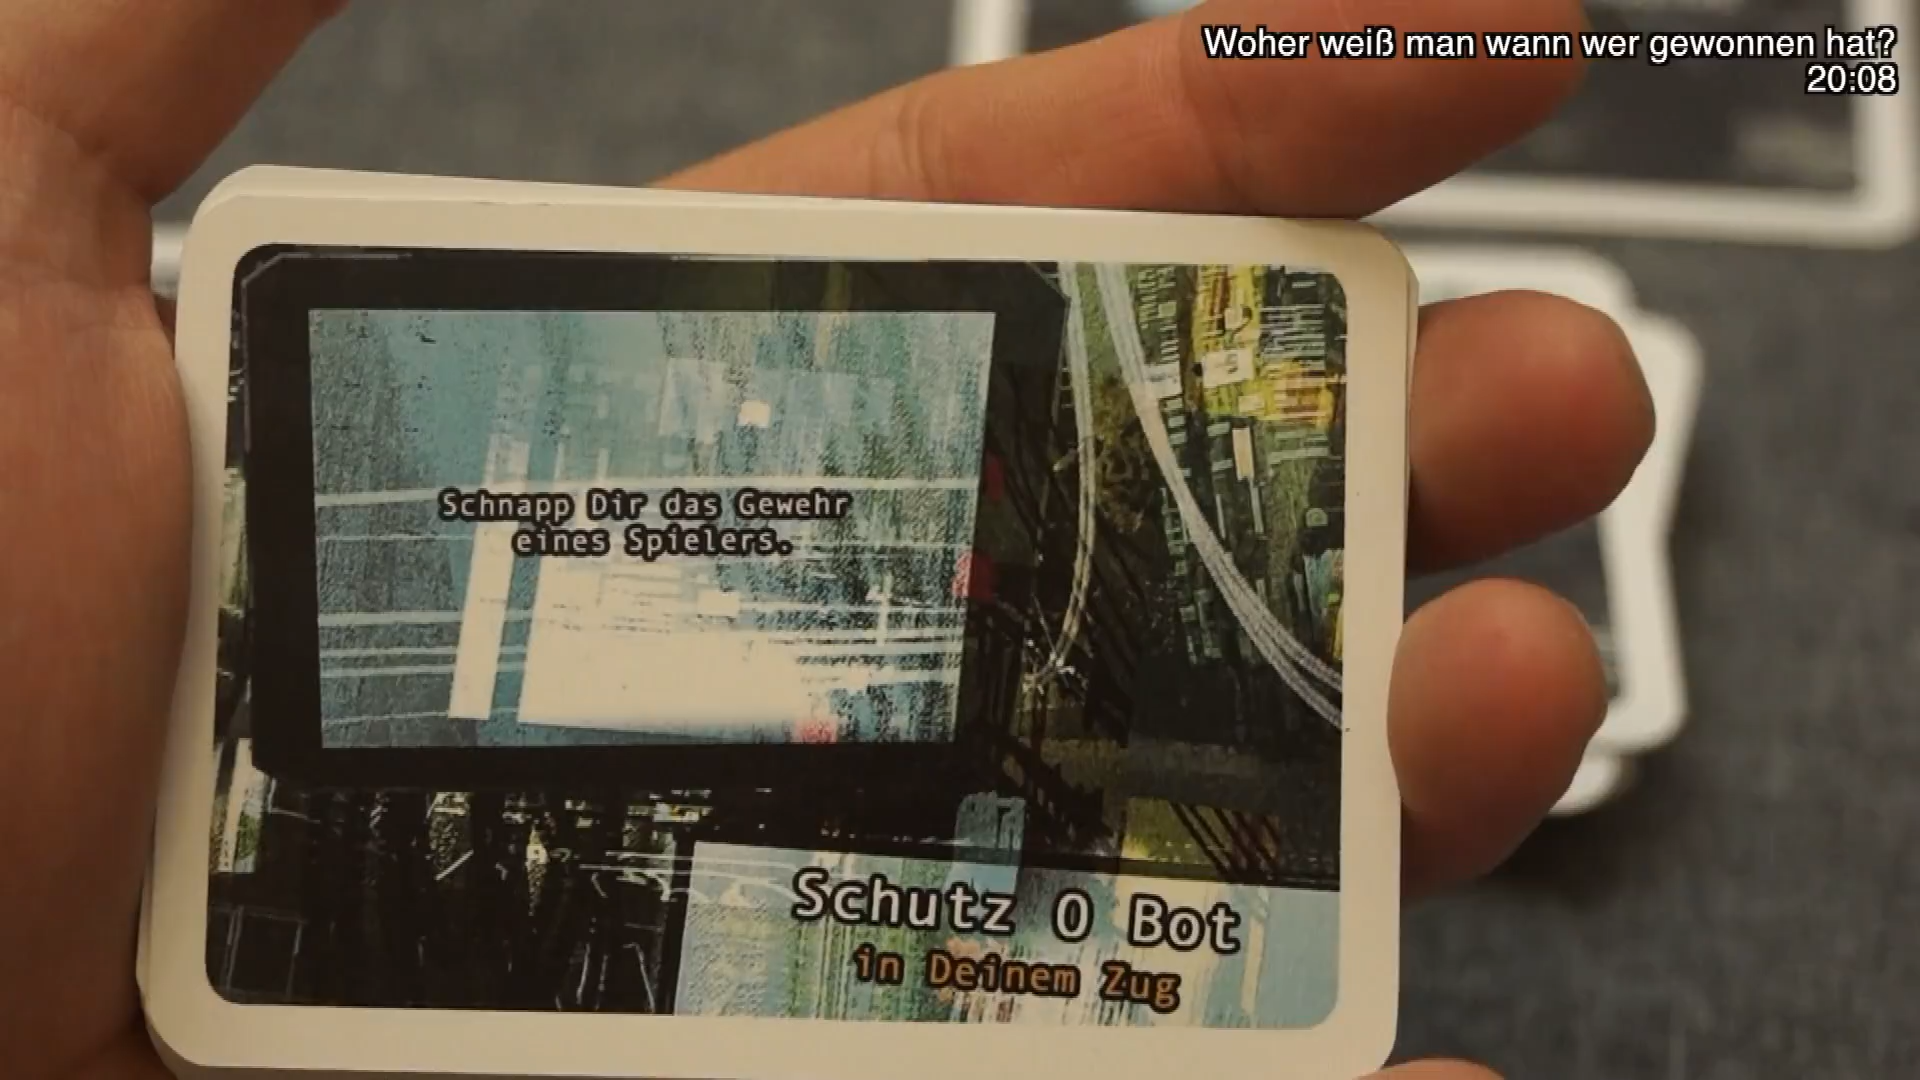 Woher weiß man wann wer gewonnen hat?
20:08
Schnapp Dir das Gewehr
eines Spielers.
Schutz O Bot
in Deinem Zug